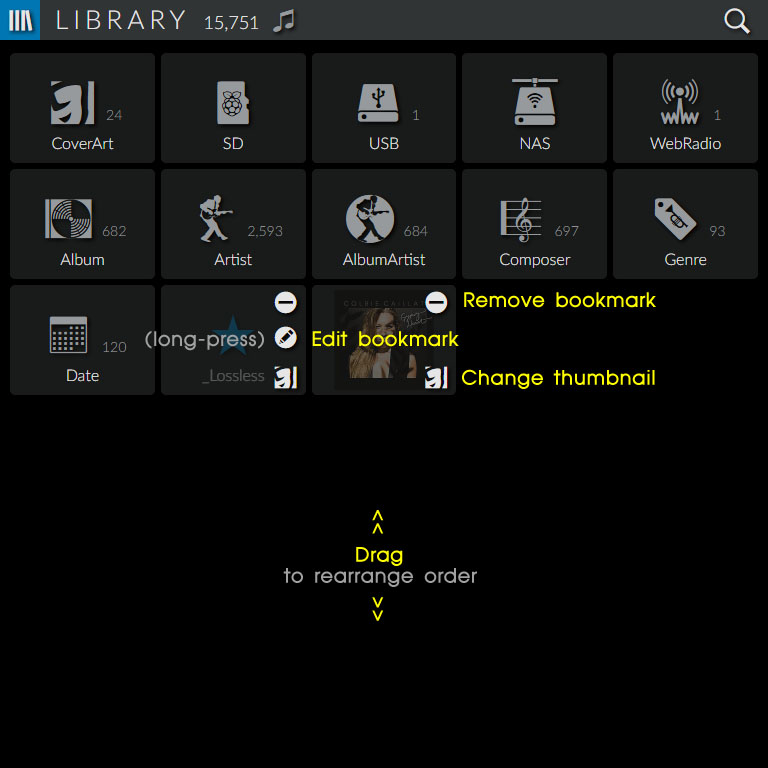 LIBRARY 15,751
24
CoverArt
SD
1
USB
NAS
1
WebRadio
682
Album
2,593
Artist
684
AlbumArtist
697
Composer
93
Genre
120
Date
(long-press)
_Lossless
COLBIE CAILLAT
Remove bookmark
Edit bookmark
Change thumbnail
Drag
to rearrange order